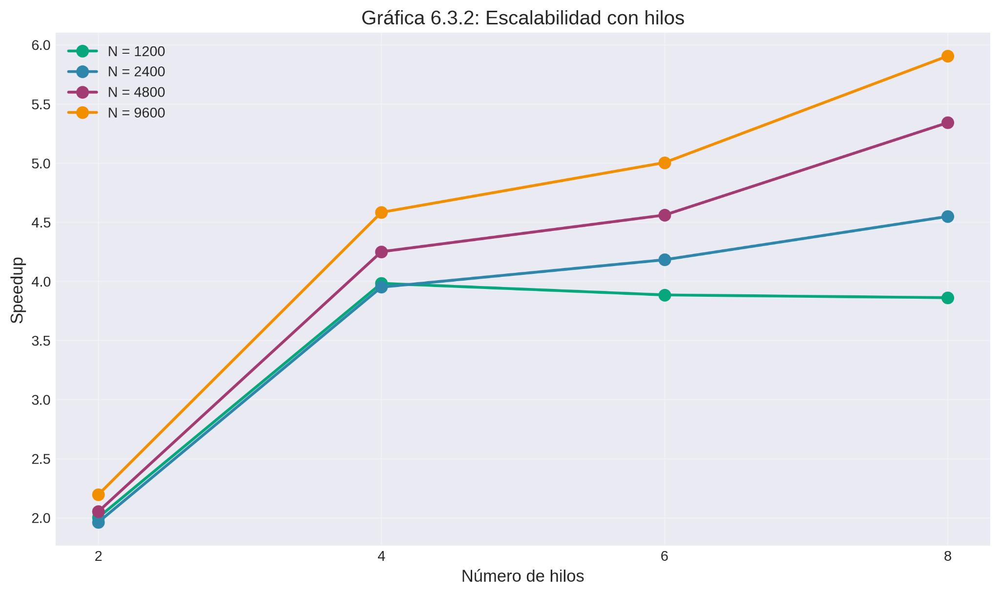 Gráfica 6.3.2: Escalabilidad con hilos
N = 1200
N = 2400
N = 4800
N = 9600
Speedup
6.0
5.5
5.0
4.5
4.0
3.5
3.0
2.5
2.0
2 4 6 8
Número de hilos